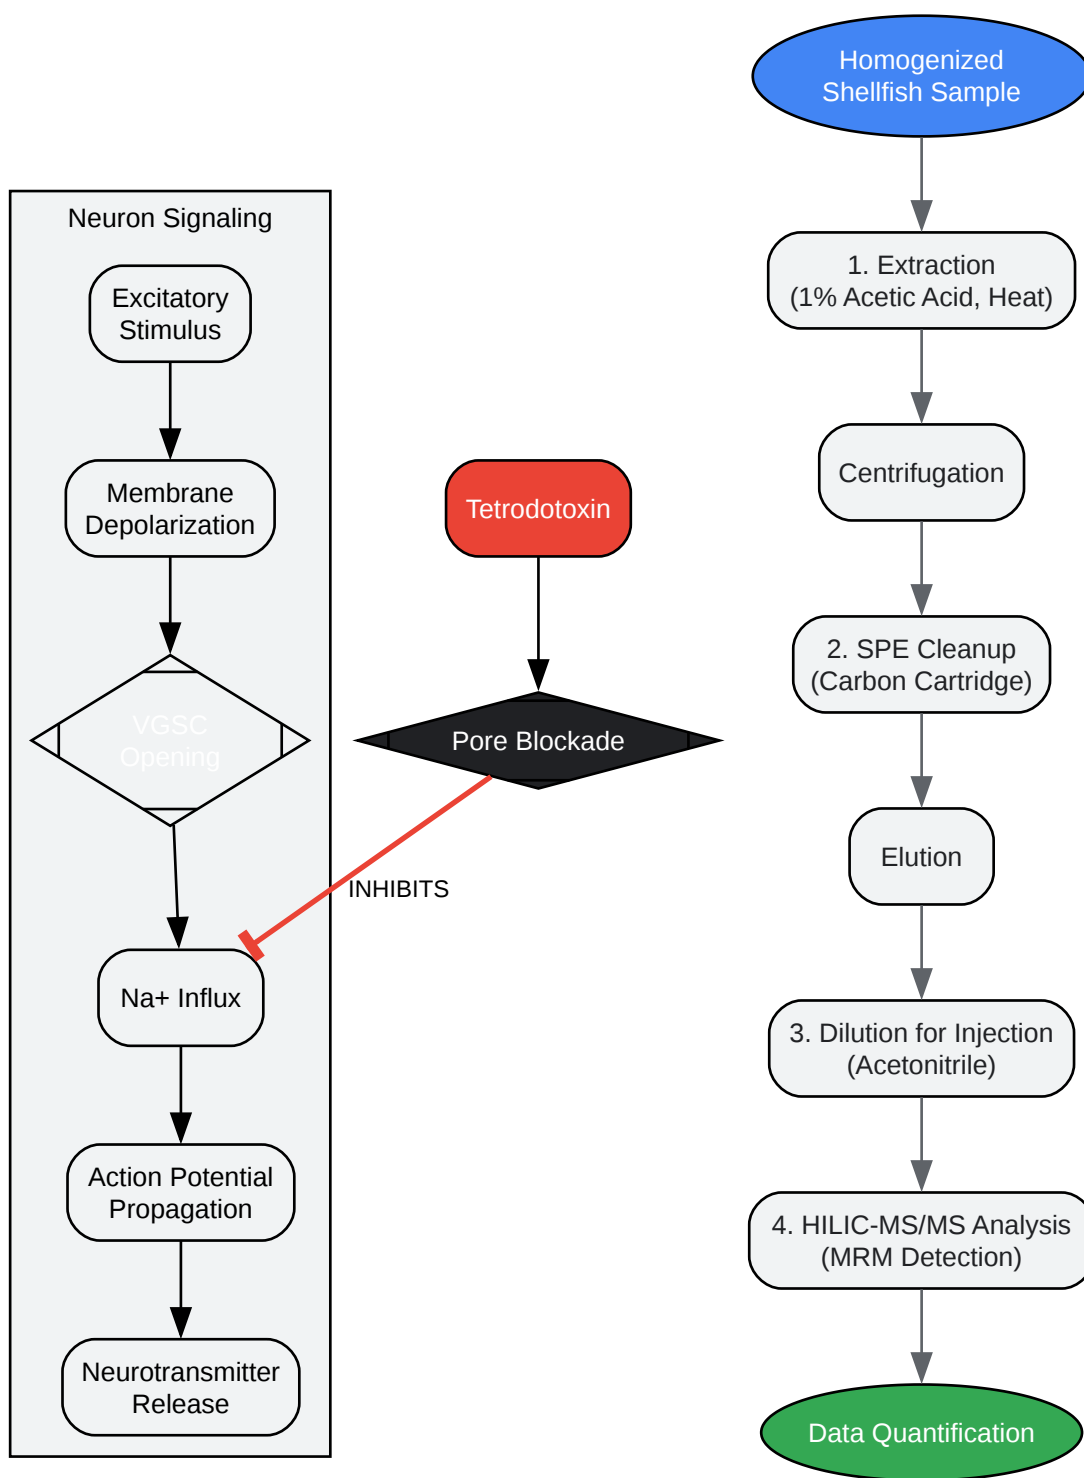 Neuron Signaling
Excitatory
Stimulus
Membrane
Depolarization
VGSC
Opening
Na+ Influx
Action Potential
Propagation
Neurotransmitter
Release
Tetrodotoxin
Pore Blockade
INHIBITS
Homogenized
Shellfish Sample
1. Extraction
(1% Acetic Acid, Heat)
Centrifugation
2. SPE Cleanup
(Carbon Cartridge)
Elution
3. Dilution for Injection
(Acetonitrile)
4. HILIC-MS/MS Analysis
(MRM Detection)
Data Quantification